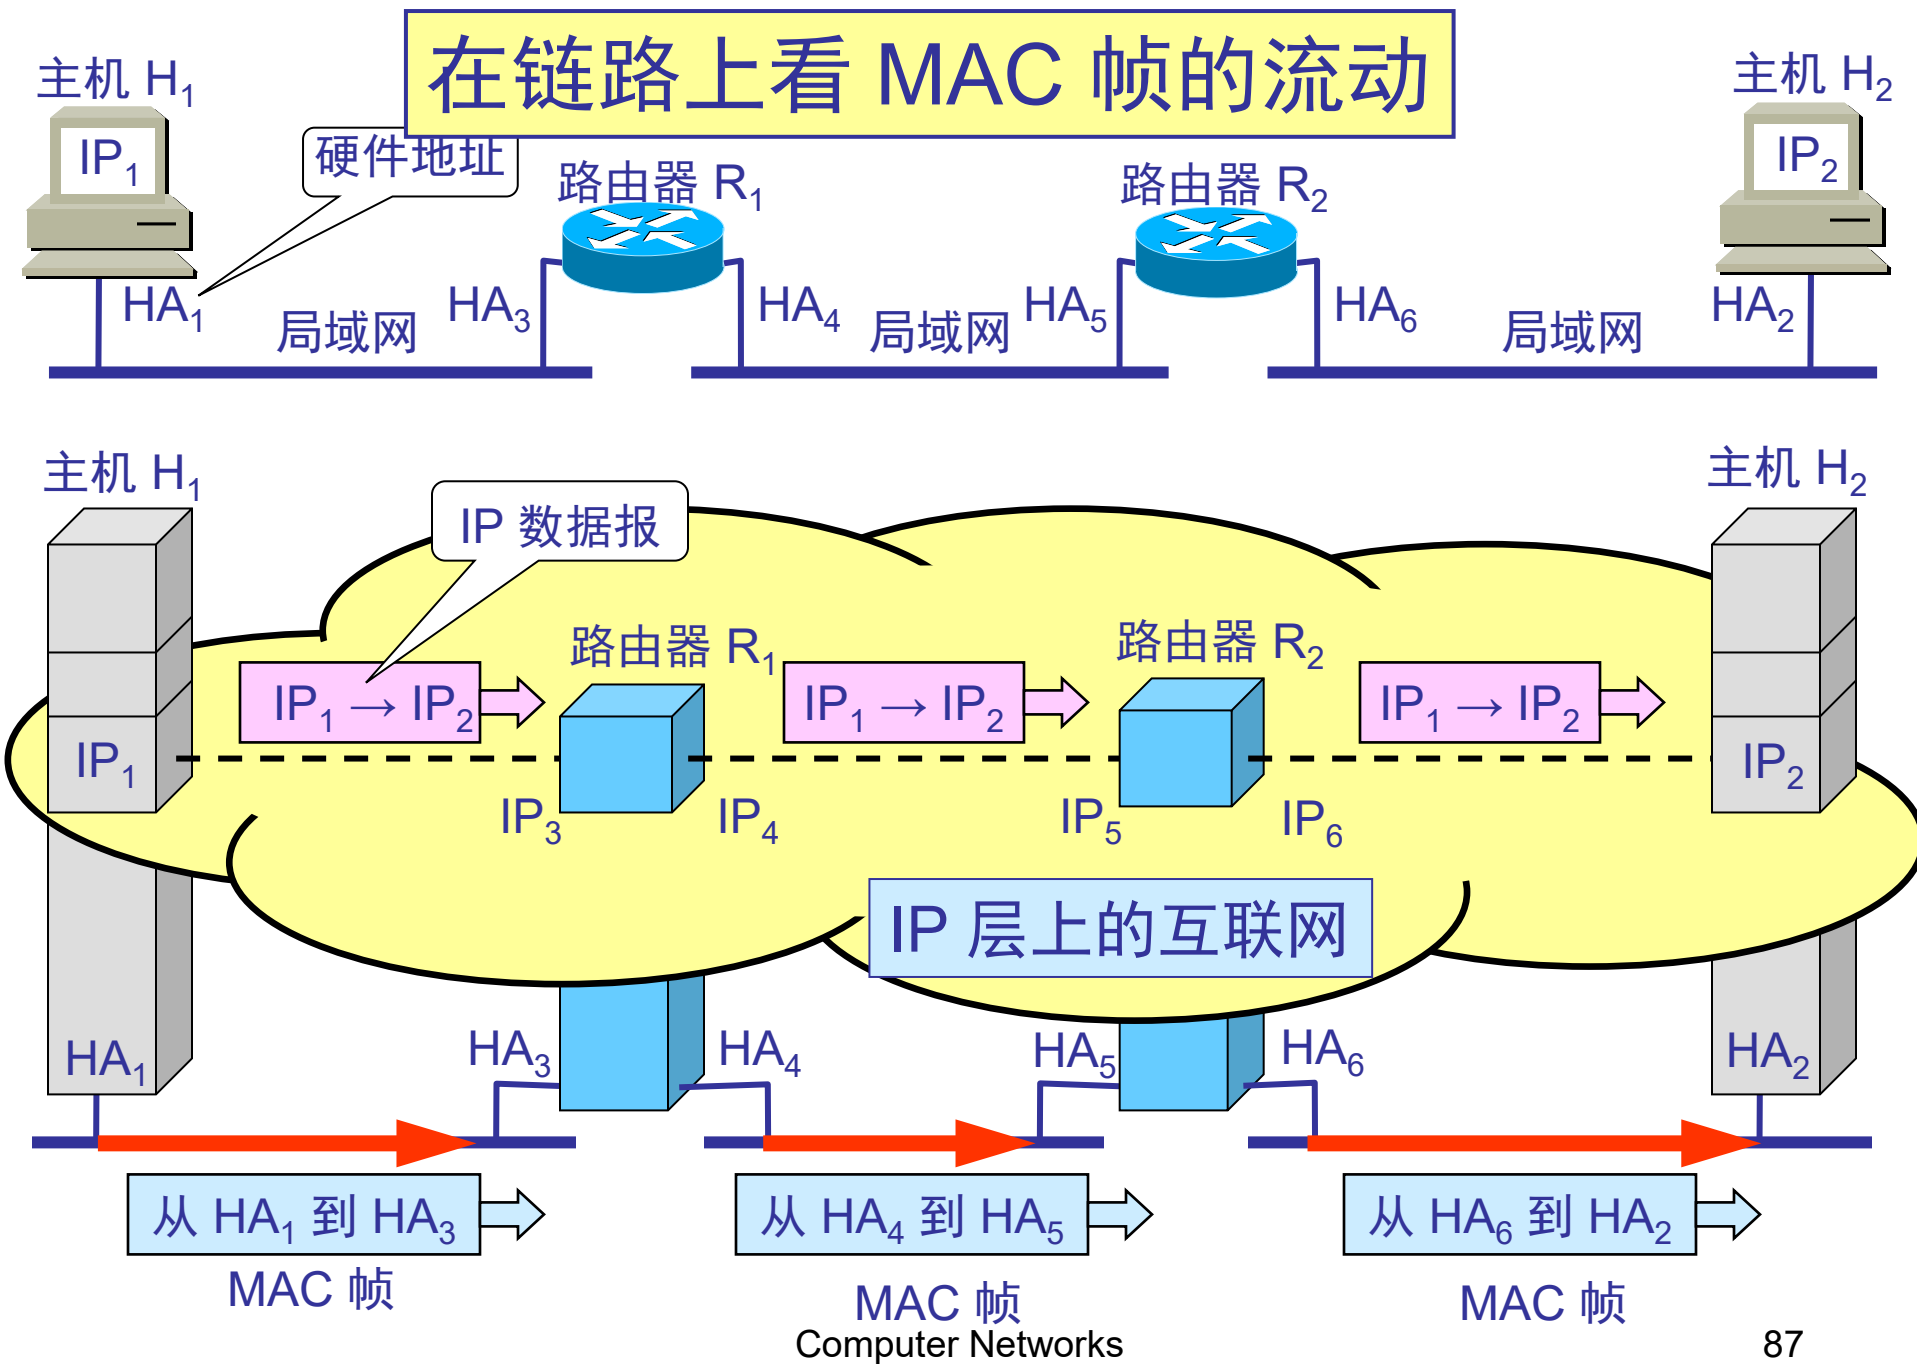 在链路上看 MAC 帧的流动
主机 H1
主机 H2
IP1
硬件地址
路由器 R1
路由器 R2
IP2
HA1
局域网
HA3
HA4
局域网
HA5
HA6
局域网
HA2
主机 H1
主机 H2
IP 数据报
路由器 R1
路由器 R2
IP1 → IP2
IP1 → IP2
IP1 → IP2
IP1
IP2
IP3
IP4
IP5
IP6
IP 层上的互联网
HA1
HA3
HA4
HA5
HA6
HA2
从 HA1 到 HA3
从 HA4 到 HA5
从 HA6 到 HA2
MAC 帧
MAC 帧
MAC 帧
Computer Networks
87